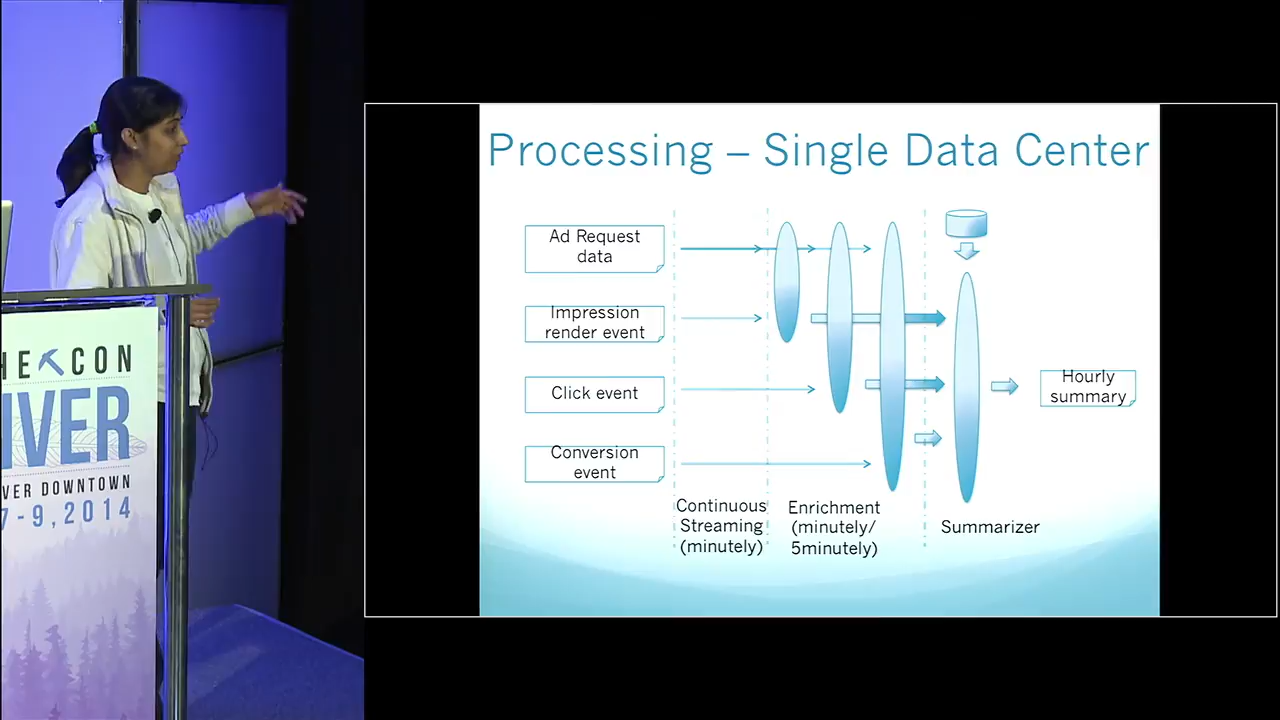 Processing – Single Data Center
Ad Request
data
Impression
render event
Click event
Conversion
event
Continuous
Streaming
(minutely)
Enrichment
(minutely/
5minutely)
Summarizer
Hourly
summary
HE CON
VER
VER DOWNTOWN
7-9, 2014